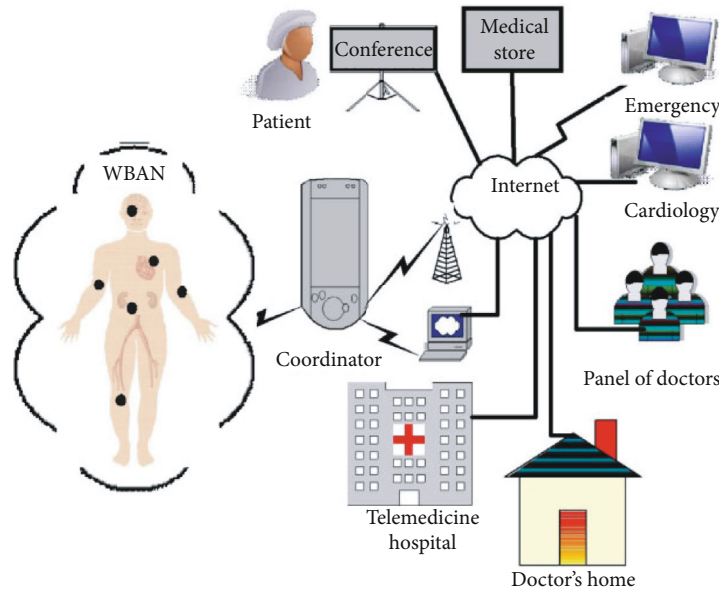 Conference
Medical
store
Patient
Emergency
WBAN
Internet
Cardiology
Coordinator
Panel of doctors
Telemedicine
hospital
Doctor's home